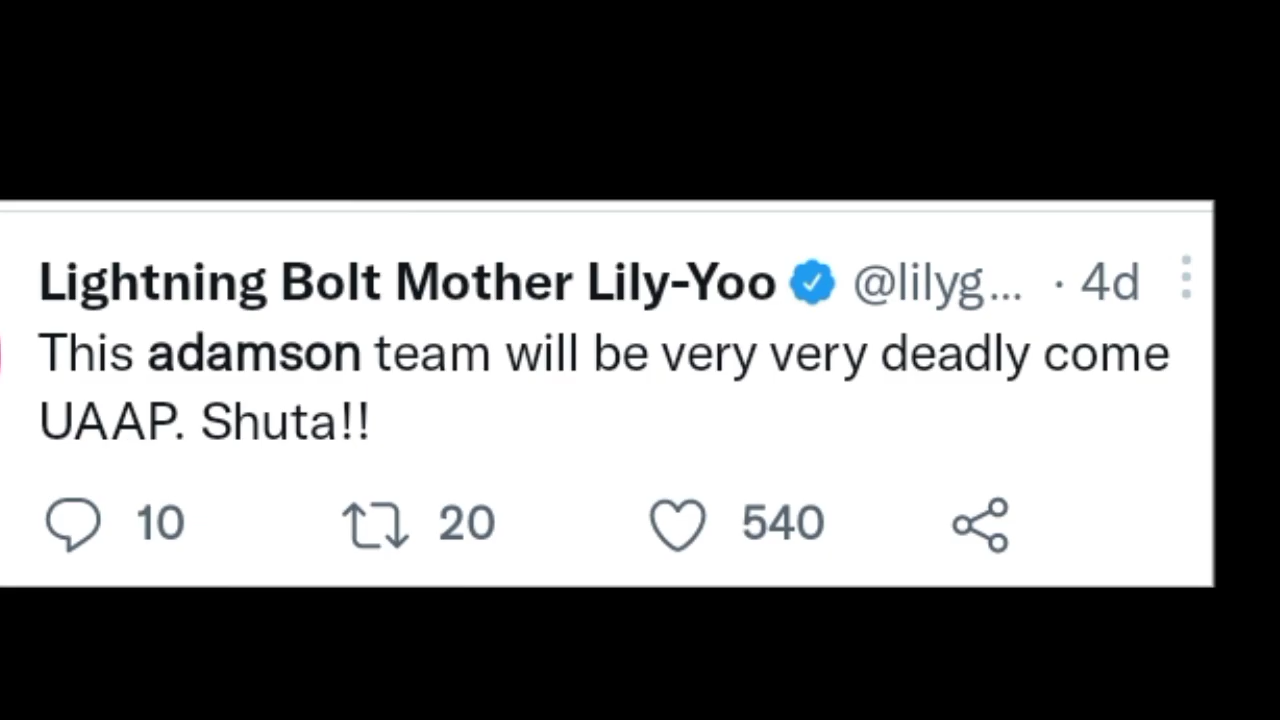 Lightning Bolt Mother Lily-Yoo @lilyg... · 4d
This adamson team will be very very deadly come
UAAP. Shuta!!
10 20 540